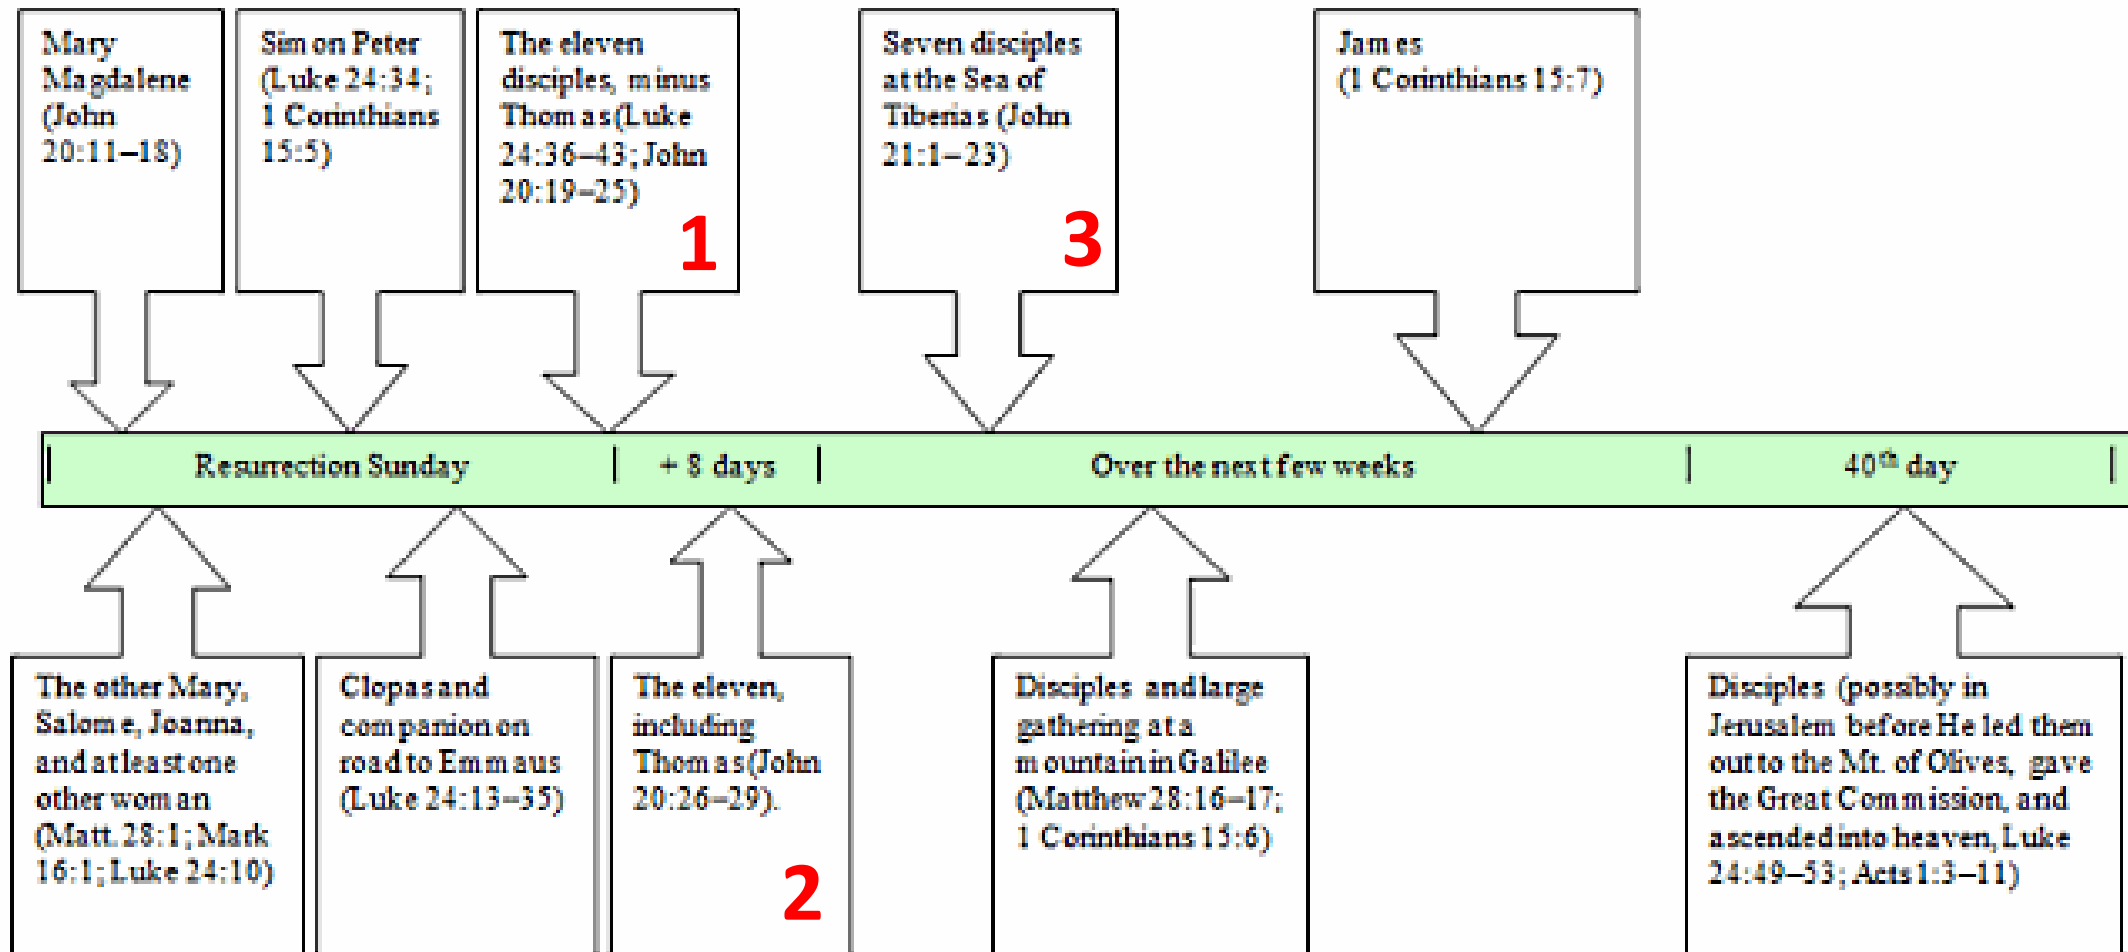 Mary
Magdalene
(John
20:11–18)
Simon Peter
(Luke 24:34;
1 Corinthians
15:5)
The eleven
disciples, minus
Thomas (Luke
24:36–43; John
20:19–25)
1
Seven disciples
at the Sea of
Tiberias (John
21:1–23)
3
James
(1 Corinthians 15:7)
Resurrection Sunday
+ 8 days
Over the next few weeks
40th day
The other Mary,
Salome, Joanna,
and at least one
other woman
(Matt. 28:1; Mark
16:1; Luke 24:10)
Clopas and
companion on
road to Emmaus
(Luke 24:13–35)
The eleven,
including
Thomas (John
20:26–29).
2
Disciples and large
gathering at a
mountain in Galilee
(Matthew 28:16–17;
1 Corinthians 15:6)
Disciples (possibly in
Jerusalem before He led them
out to the Mt. of Olives, gave
the Great Commission, and
ascended into heaven, Luke
24:49–53; Acts 1:3–11)